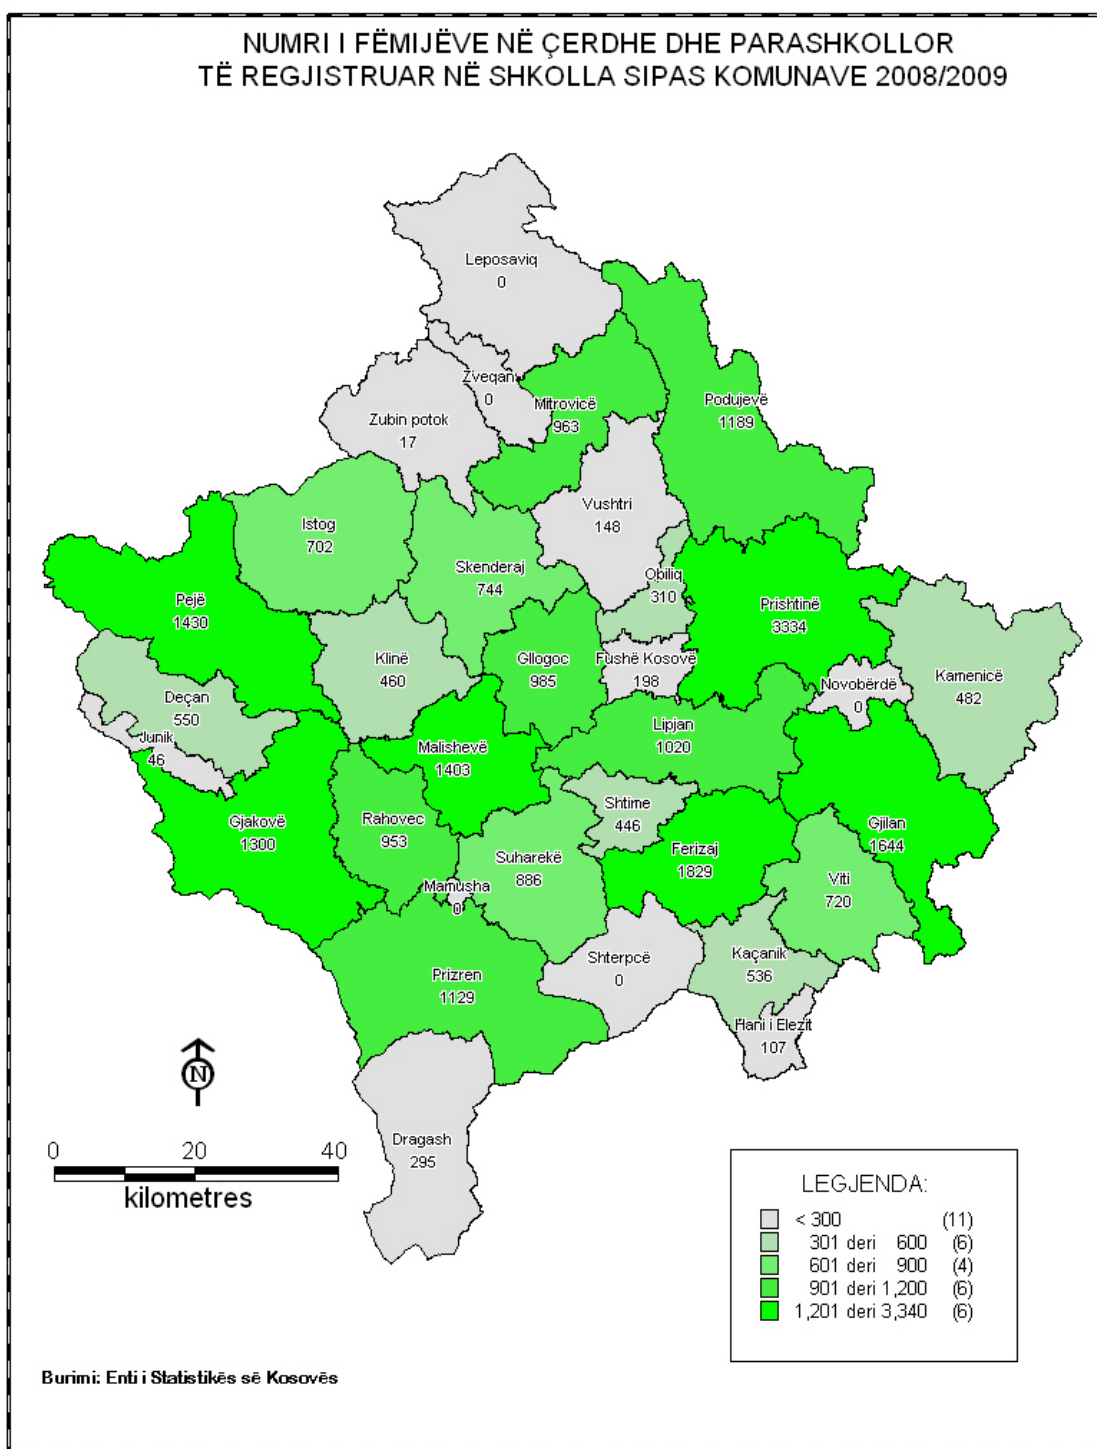 NUMRI I FËMIJËVE NË ÇERDHE DHE PARASHKOLLOR
TË REGJISTRUAR NË SHKOLLA SIPAS KOMUNAVE 2008/2009
Leposaviq
0
Zveqan
0
Mitrovicë
963
Podujevë
1189
Zubin potok
17
Vushtri
148
Istog
702
Skenderaj
744
Obiliq
310
Pejë
1430
Prishtinë
3334
Klinë
460
Gllogoc
985
Fushë Kosovë
198
Novobërdë
0
Kamenicë
482
Deçan
550
Junik
46
Malishevë
1403
Lipjan
1020
Shtime
446
Gjakovë
1300
Rahovec
953
Gjilan
1644
Suharekë
886
Ferizaj
1829
Viti
720
Mamusha
0
Prizren
1129
Shterpcë
0
Kaçanik
536
Hani i Elezit
107
N
Dragash
295
0 20 40
kilometres
LEGJENDA:
< 300 (11)
301 deri 600 (6)
601 deri 900 (4)
901 deri 1,200 (6)
1,201 deri 3,340 (6)
Burimi: Enti i Statistikës së Kosovës